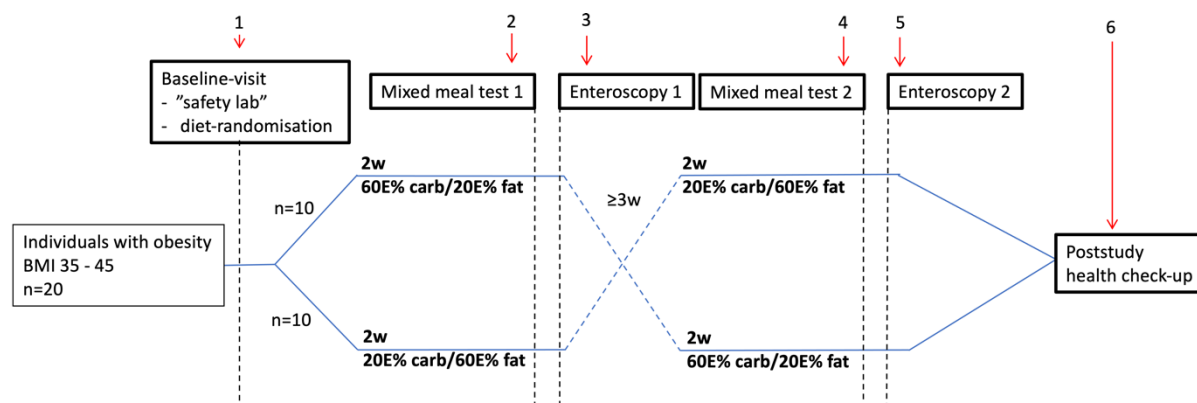 1
2
3
4
5
6
Baseline-visit
- ”safety lab”
- diet-randomisation
Mixed meal test 1
Enteroscopy 1
Mixed meal test 2
Enteroscopy 2
2w
60E% carb/20E% fat
2w
20E% carb/60E% fat
n=10
≥3w
Individuals with obesity
BMI 35 - 45
n=20
Poststudy
health check-up
n=10
2w
20E% carb/60E% fat
2w
60E% carb/20E% fat